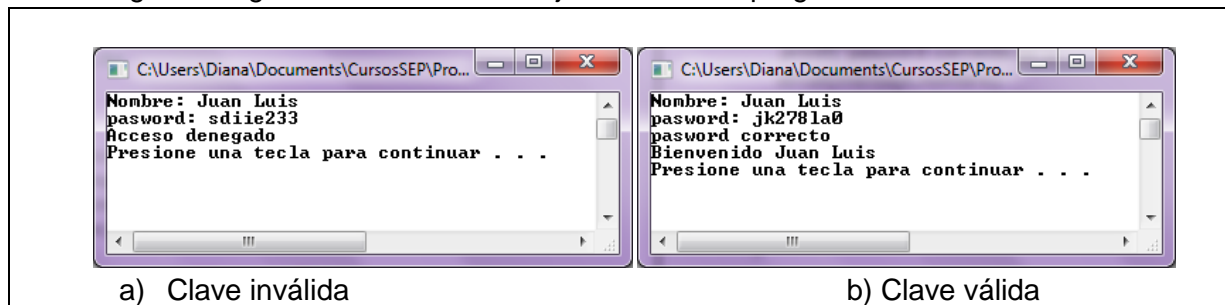 C:\Users\Diana\Documents\CursosSEP\Pro...
Nombre: Juan Luis
pasword: sdiie233
Acceso denegado
Presione una tecla para continuar . . .
C:\Users\Diana\Documents\CursosSEP\Pro...
Nombre: Juan Luis
pasword: jk278la0
pasword correcto
Bienvenido Juan Luis
Presione una tecla para continuar . . .
a) Clave inválida
b) Clave válida